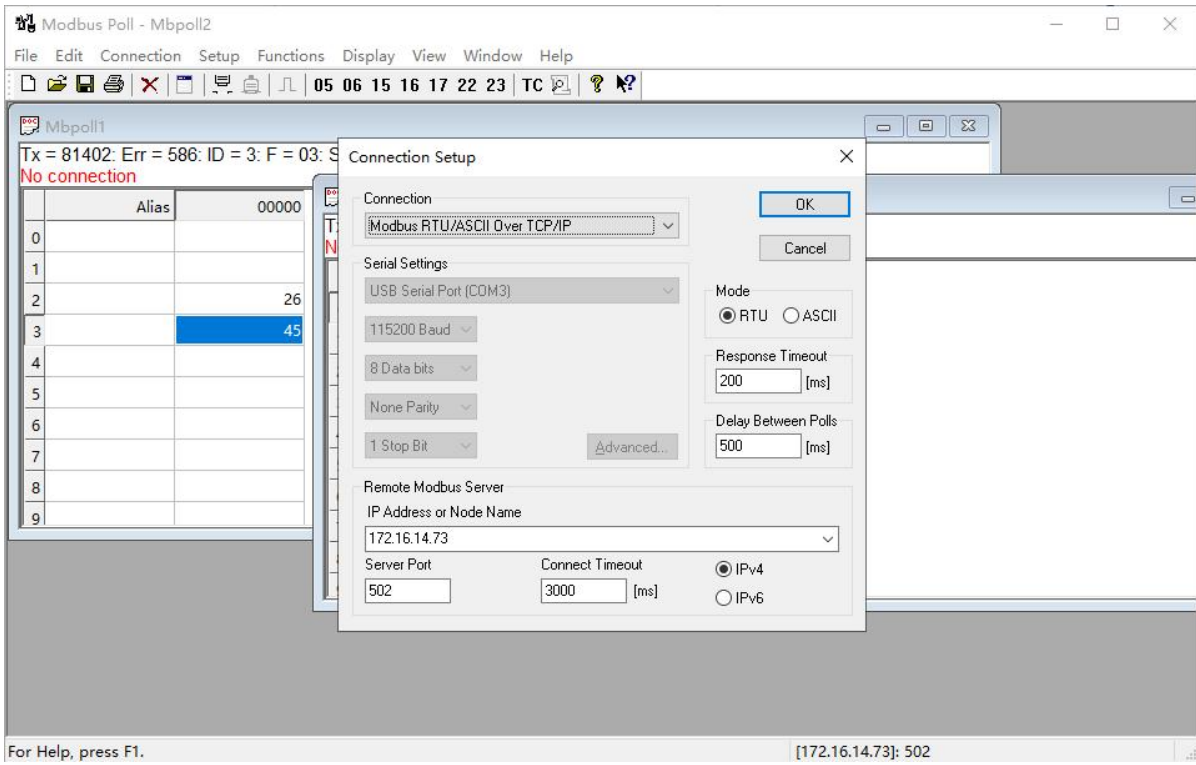 Modbus Poll - Mbpoll2
File Edit Connection Setup Functions Display View Window Help
05 06 15 16 17 22 23 TC
Mbpoll1
Tx = 81402: Err = 586: ID = 3: F = 03: S
No connection
Alias 00000
0
1
2 26
3 45
4
5
6
7
8
9
Connection Setup
Connection
Modbus RTU/ASCII Over TCP/IP
OK
Cancel
Serial Settings
USB Serial Port (COM3)
115200 Baud
8 Data bits
None Parity
1 Stop Bit
Advanced...
Mode
RTU ASCII
Response Timeout
200 [ms]
Delay Between Polls
500 [ms]
Remote Modbus Server
IP Address or Node Name
172.16.14.73
Server Port
502
Connect Timeout
3000 [ms]
IPv4
IPv6
For Help, press F1.
[172.16.14.73]: 502